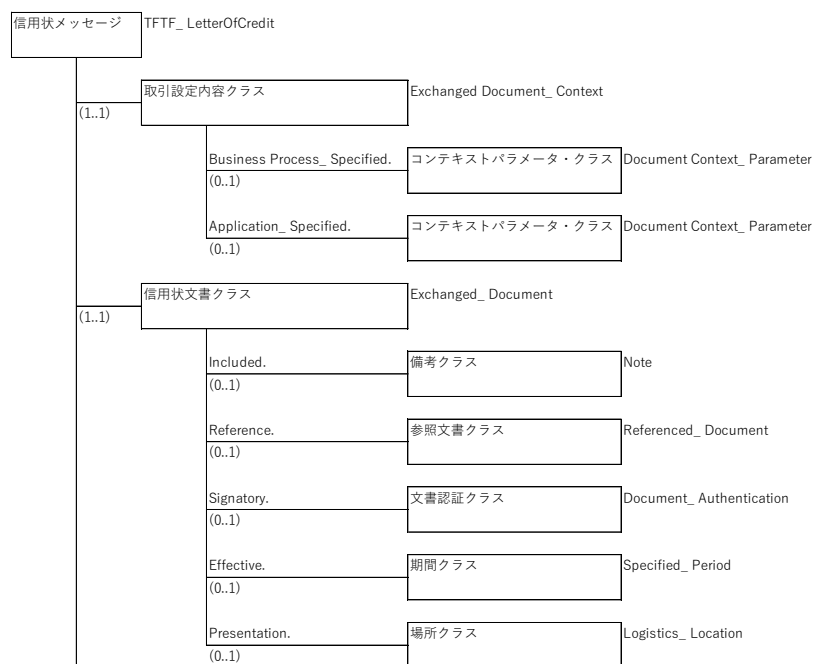 信用状メッセージ TFTF_ LetterOfCredit
取引設定内容クラス Exchanged Document_ Context
(1..1)
Business Process_ Specified. コンテキストパラメータ・クラス Document Context_ Parameter
(0..1)
Application_ Specified. コンテキストパラメータ・クラス Document Context_ Parameter
(0..1)
信用状文書クラス Exchanged_ Document
(1..1)
Included. 備考クラス Note
(0..1)
Reference. 参照文書クラス Referenced_ Document
(0..1)
Signatory. 文書認証クラス Document_ Authentication
(0..1)
Effective. 期間クラス Specified_ Period
(0..1)
Presentation. 場所クラス Logistics_ Location
(0..1)